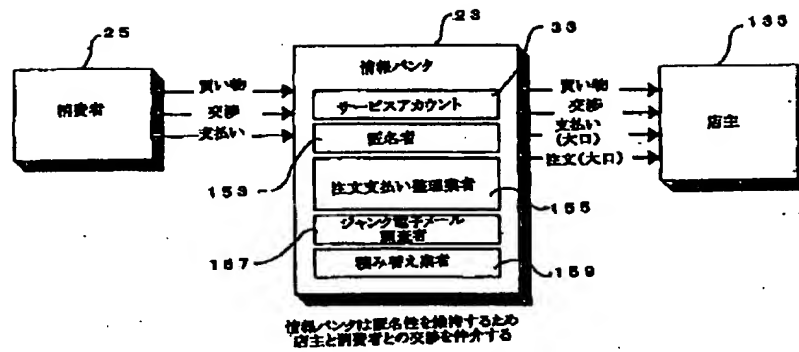 25
消費者
買い物
交渉
支払い
23
33
情報バンク
サービスアカウント
匿名者
注文支払い整理業者
ジャンク電子メール
調査者
積み替え業者
153
155
157
159
135
買い物
交渉
支払い
(大口)
注文(大口)
店主
情報バンクは匿名性を維持するため
店主と消費者との交渉を仲介する